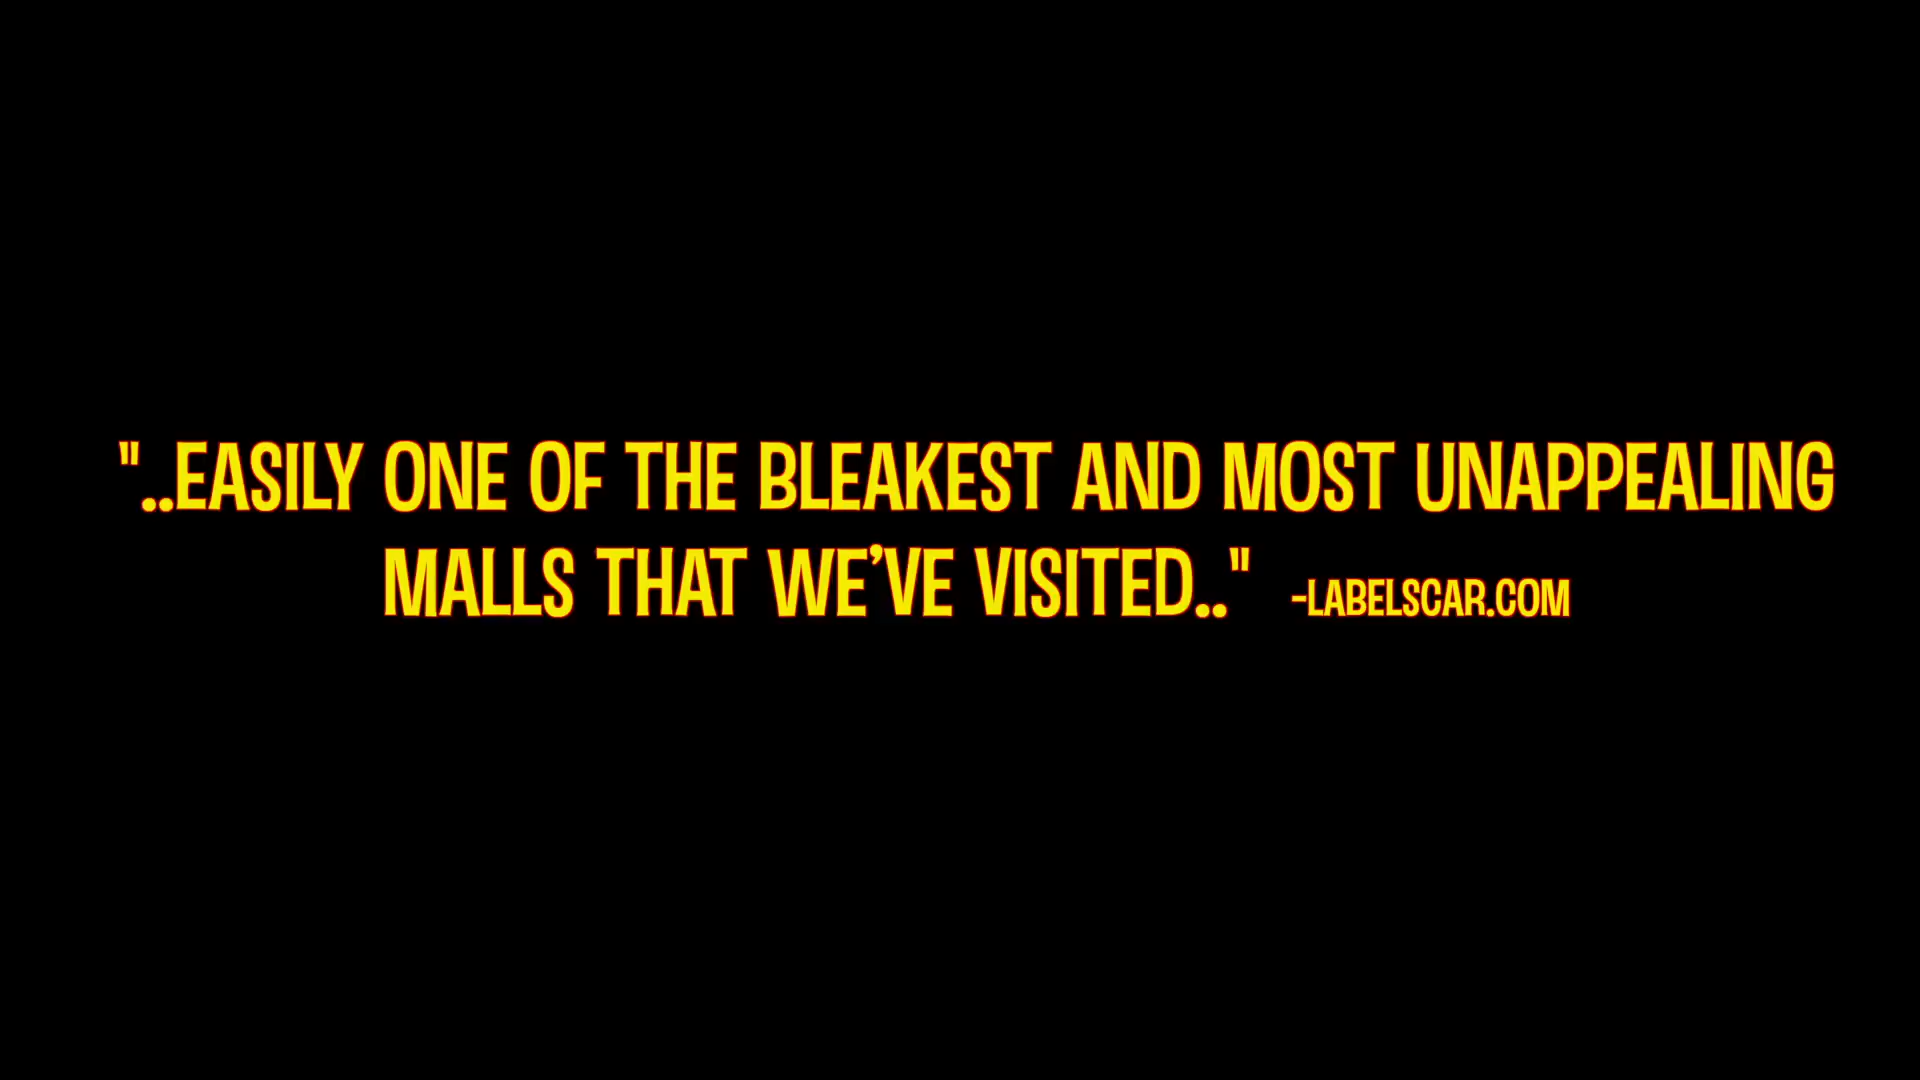 "..EASILY ONE OF THE BLEAKEST AND MOST UNAPPEALING
MALLS THAT WE’VE VISITED.." -LABELSCAR.COM